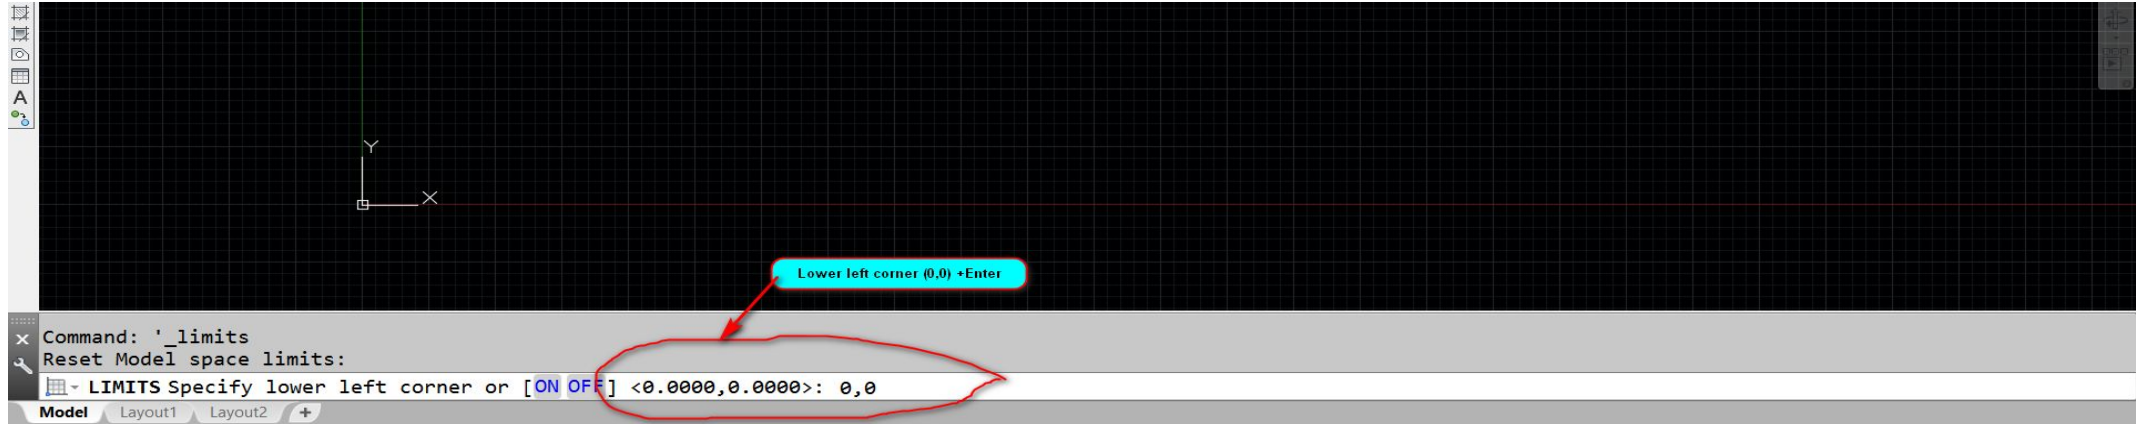 A
Y
X
Lower left corner (0,0) +Enter
Command: '_limits
Reset Model space limits:
LIMITS Specify lower left corner or [ON OFF] <0.0000,0.0000>: 0,0
Model Layout1 Layout2 +